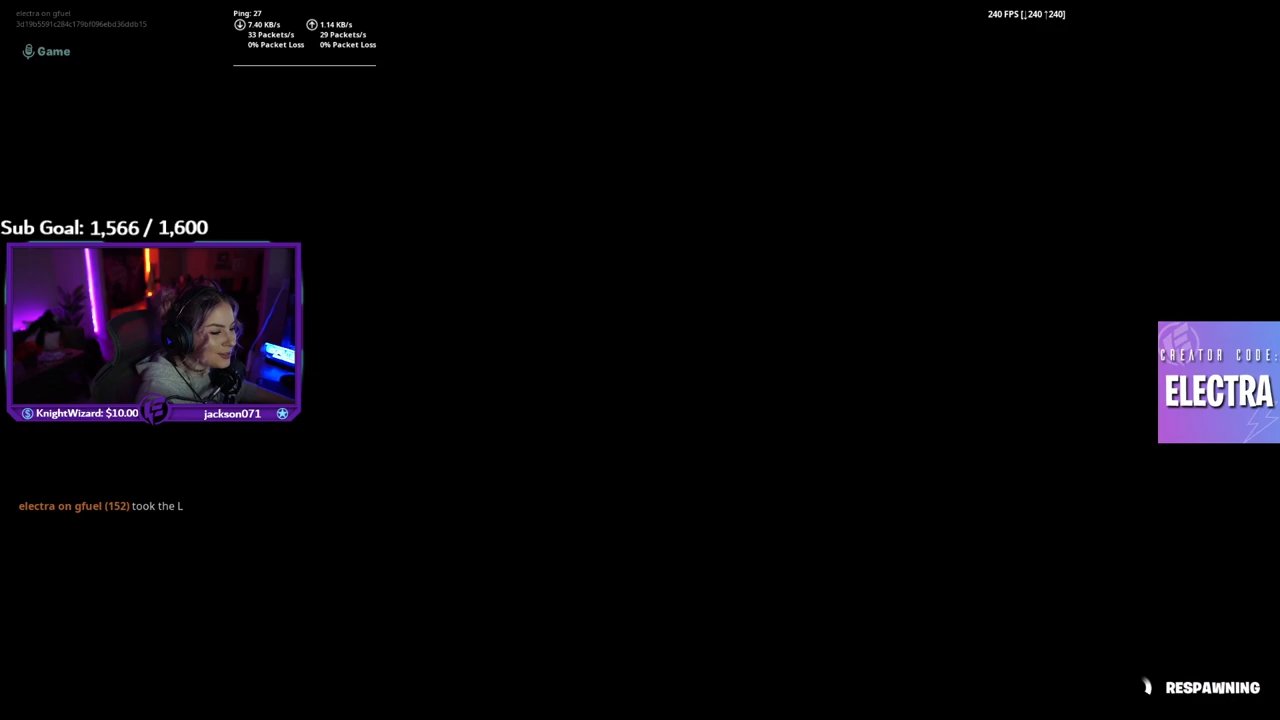 electra on gfuel
3d19b5591c284c179bf096ebd36ddb15
Game
Ping: 27
7.40 KB/s 1.14 KB/s
33 Packets/s 29 Packets/s
0% Packet Loss 0% Packet Loss
240 FPS [↓240 ↑240]
Sub Goal: 1,566 / 1,600
KnightWizard: $10.00 jackson071
CREATOR CODE:
ELECTRA
electra on gfuel (152) took the L
RESPAWNING